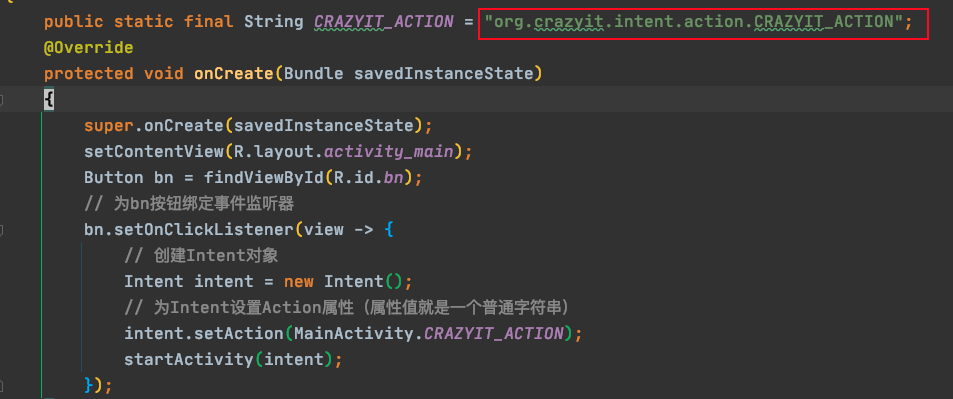 public static final String CRAZYIT_ACTION = "org.crazyit.intent.action.CRAZYIT_ACTION";
@Override
protected void onCreate(Bundle savedInstanceState)
{
super.onCreate(savedInstanceState);
setContentView(R.layout.activity_main);
Button bn = findViewById(R.id.bn);
// 为bn按钮绑定事件监听器
bn.setOnClickListener(view -> {
// 创建Intent对象
Intent intent = new Intent();
// 为Intent设置Action属性（属性值就是一个普通字符串）
intent.setAction(MainActivity.CRAZYIT_ACTION);
startActivity(intent);
});